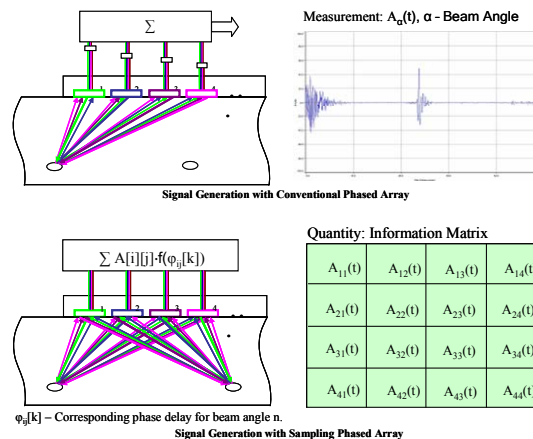 Σ
Measurement: Aα(t), α - Beam Angle
1 2 3 4
Signal Generation with Conventional Phased Array
Σ A[i][j]·f(φij[k])
Quantity: Information Matrix
1 2 3 4
A11(t) A12(t) A13(t) A14(t)
A21(t) A22(t) A23(t) A24(t)
A31(t) A32(t) A33(t) A34(t)
A41(t) A42(t) A43(t) A44(t)
φij[k] – Corresponding phase delay for beam angle n.
Signal Generation with Sampling Phased Array